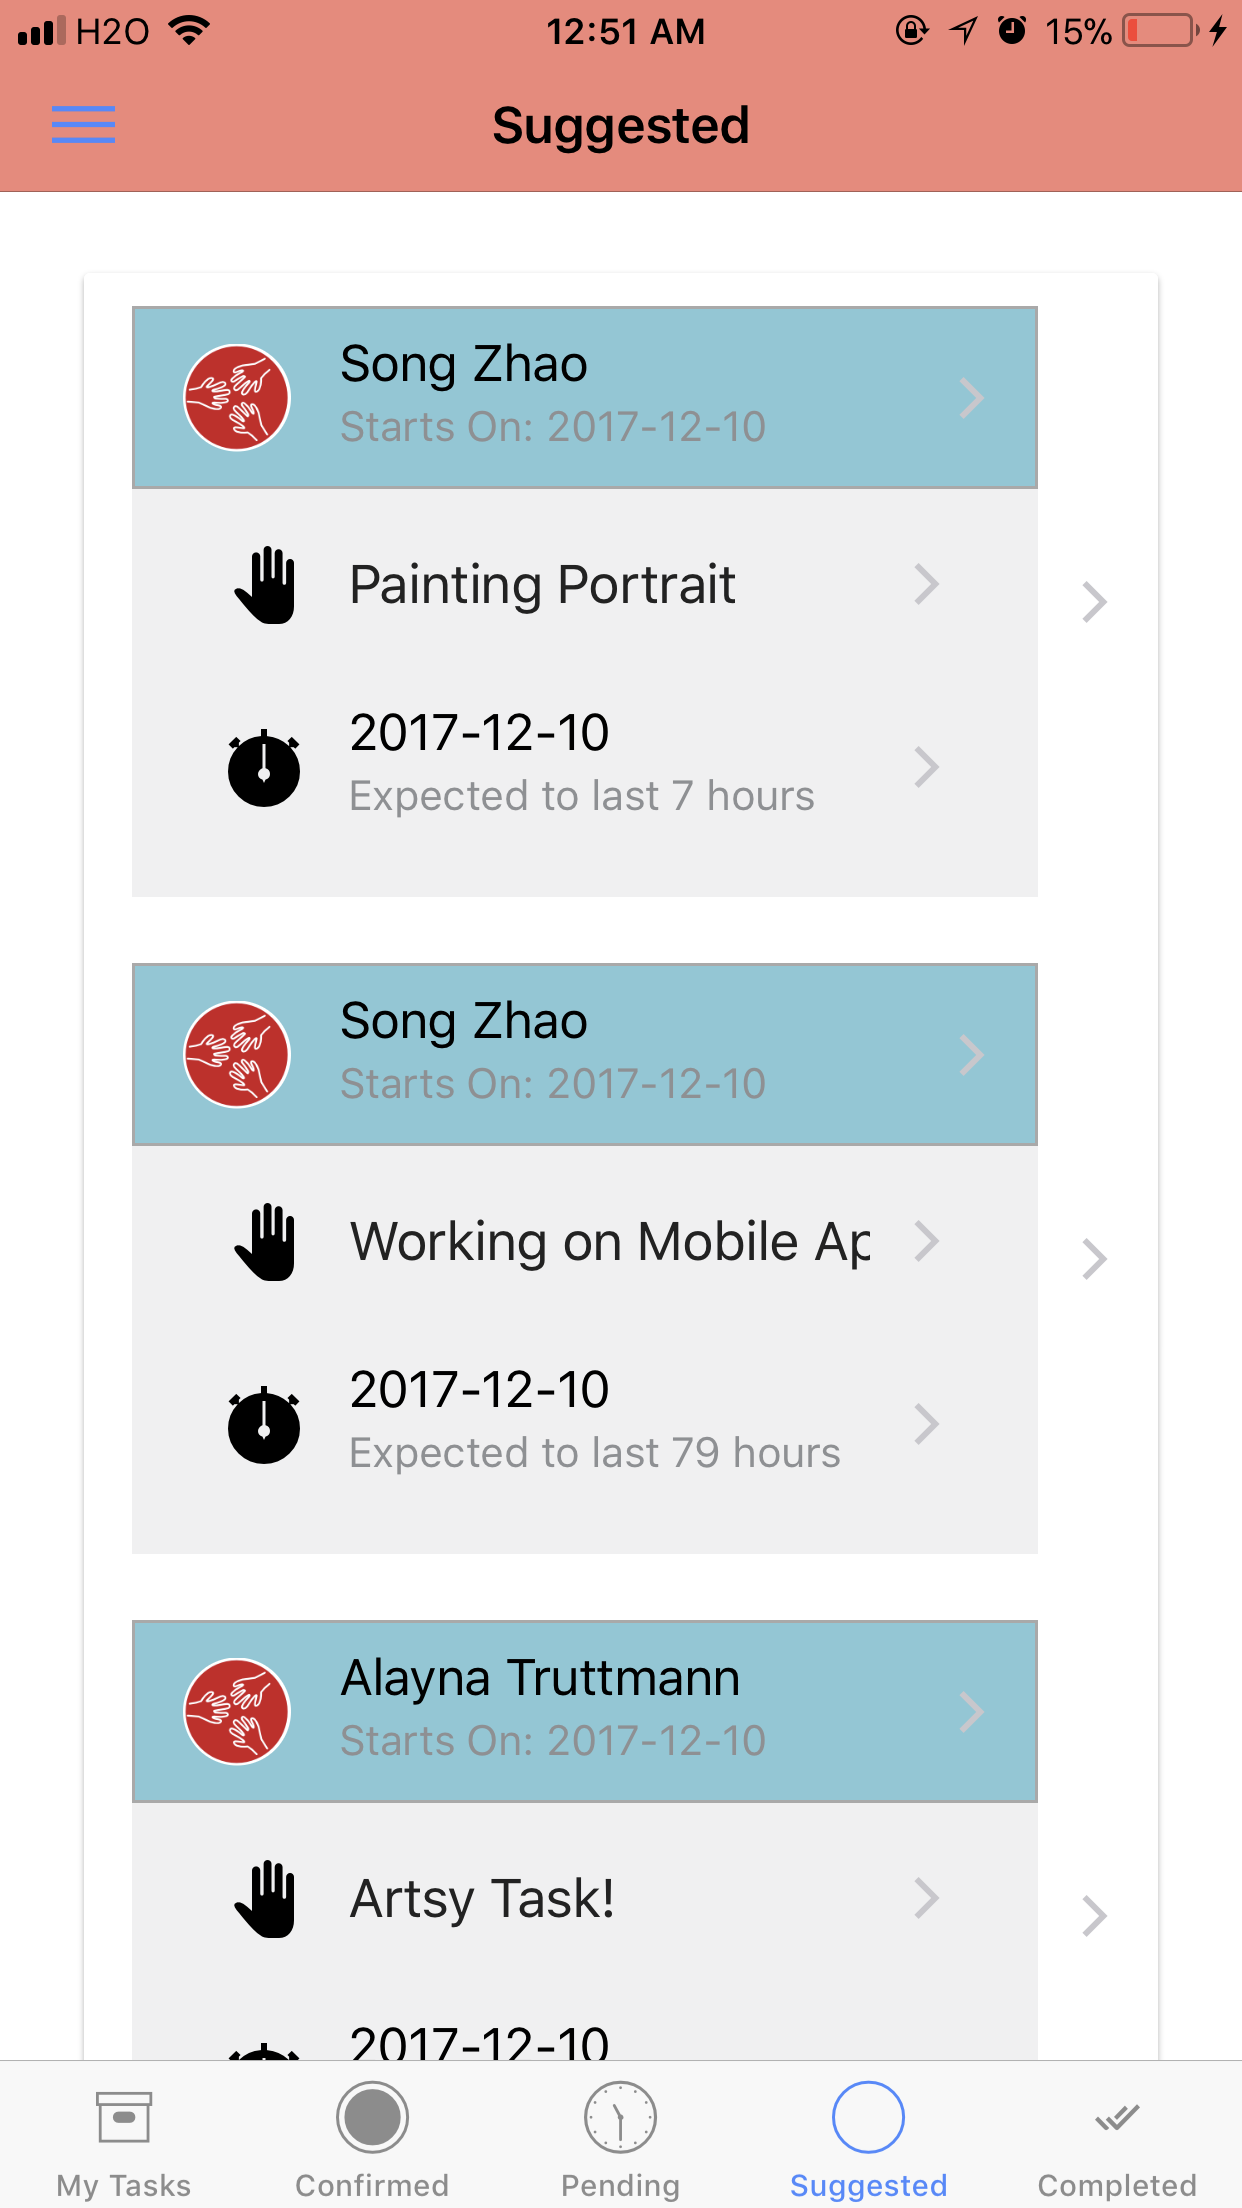 H2O 12:51 AM 15%
Suggested
Song Zhao
Starts On: 2017-12-10
Painting Portrait
2017-12-10
Expected to last 7 hours
Song Zhao
Starts On: 2017-12-10
Working on Mobile Ap
2017-12-10
Expected to last 79 hours
Alayna Truttmann
Starts On: 2017-12-10
Artsy Task!
2017-12-10
My Tasks Confirmed Pending Suggested Completed